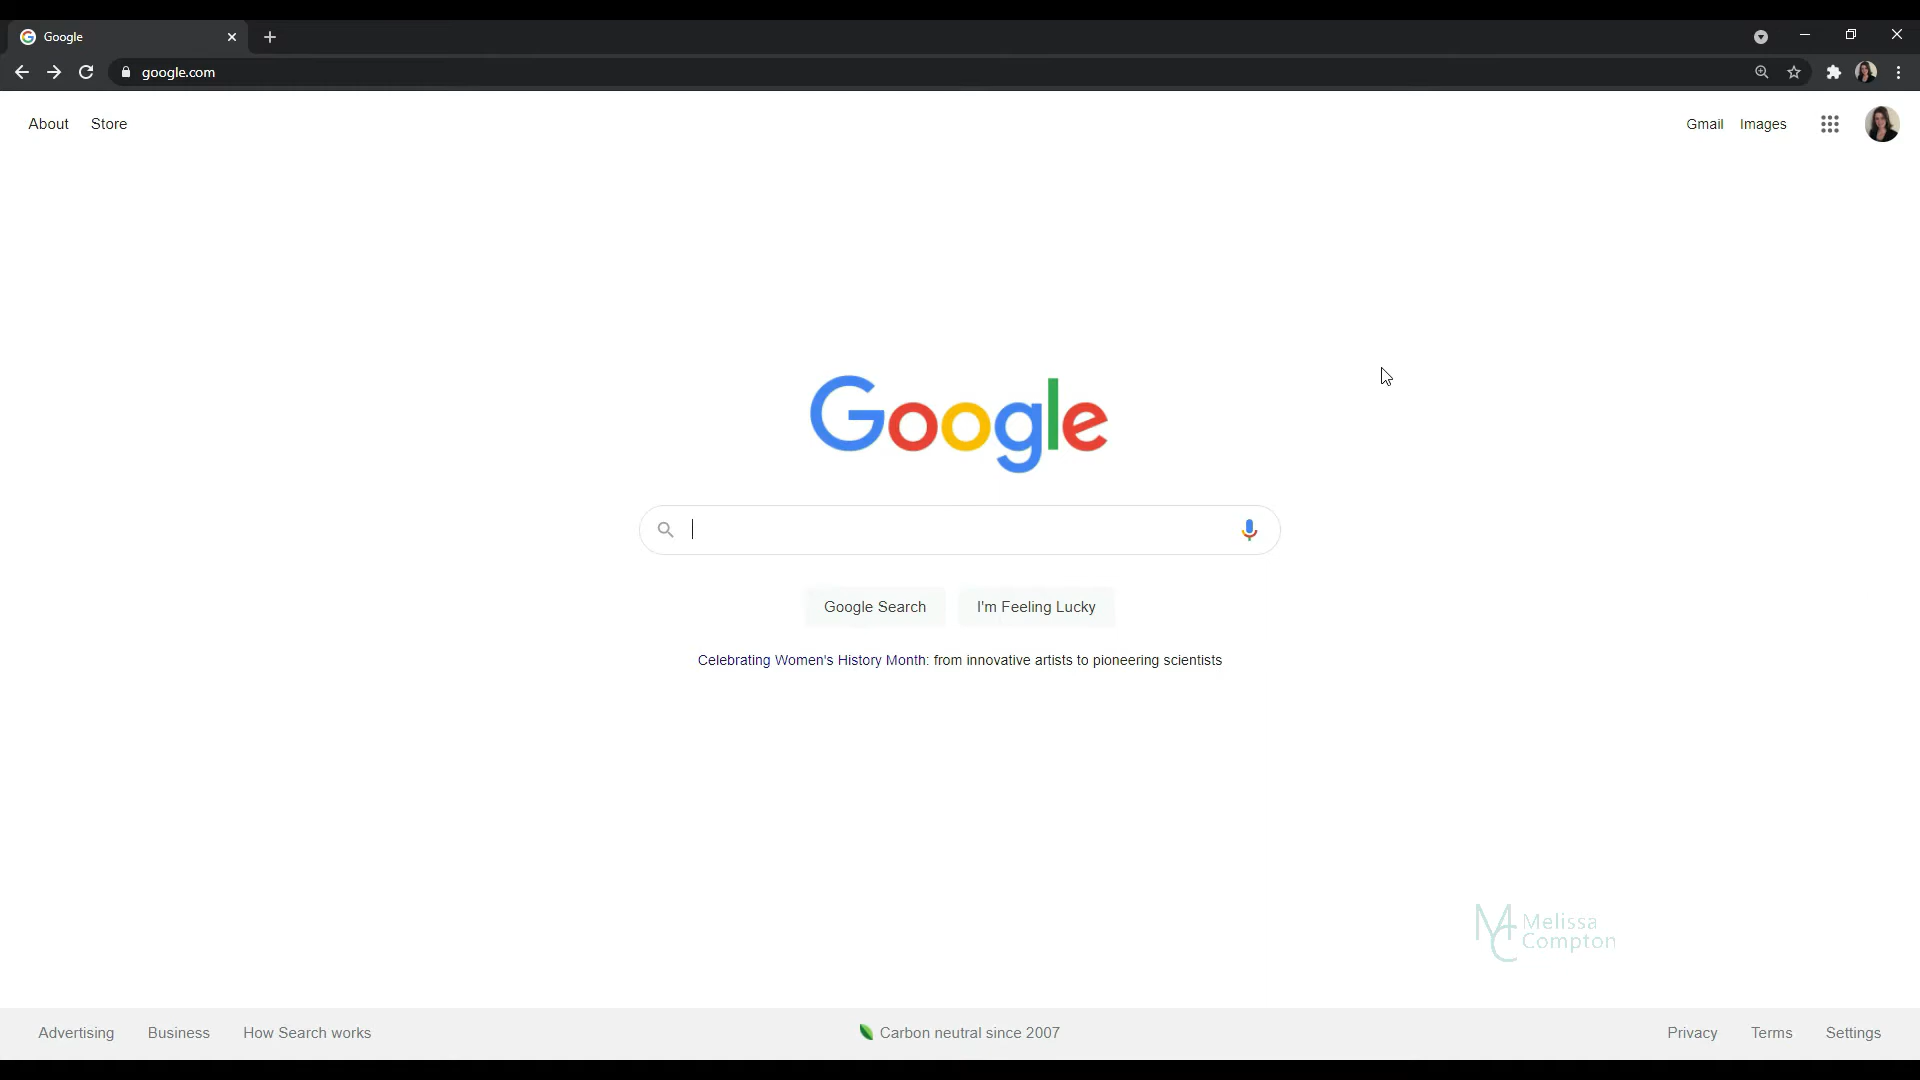 Google
google.com
About Store
Gmail Images
Google
Google Search I'm Feeling Lucky
Celebrating Women's History Month: from innovative artists to pioneering scientists
MC Melissa
Compton
Advertising Business How Search works
Carbon neutral since 2007
Privacy Terms Settings